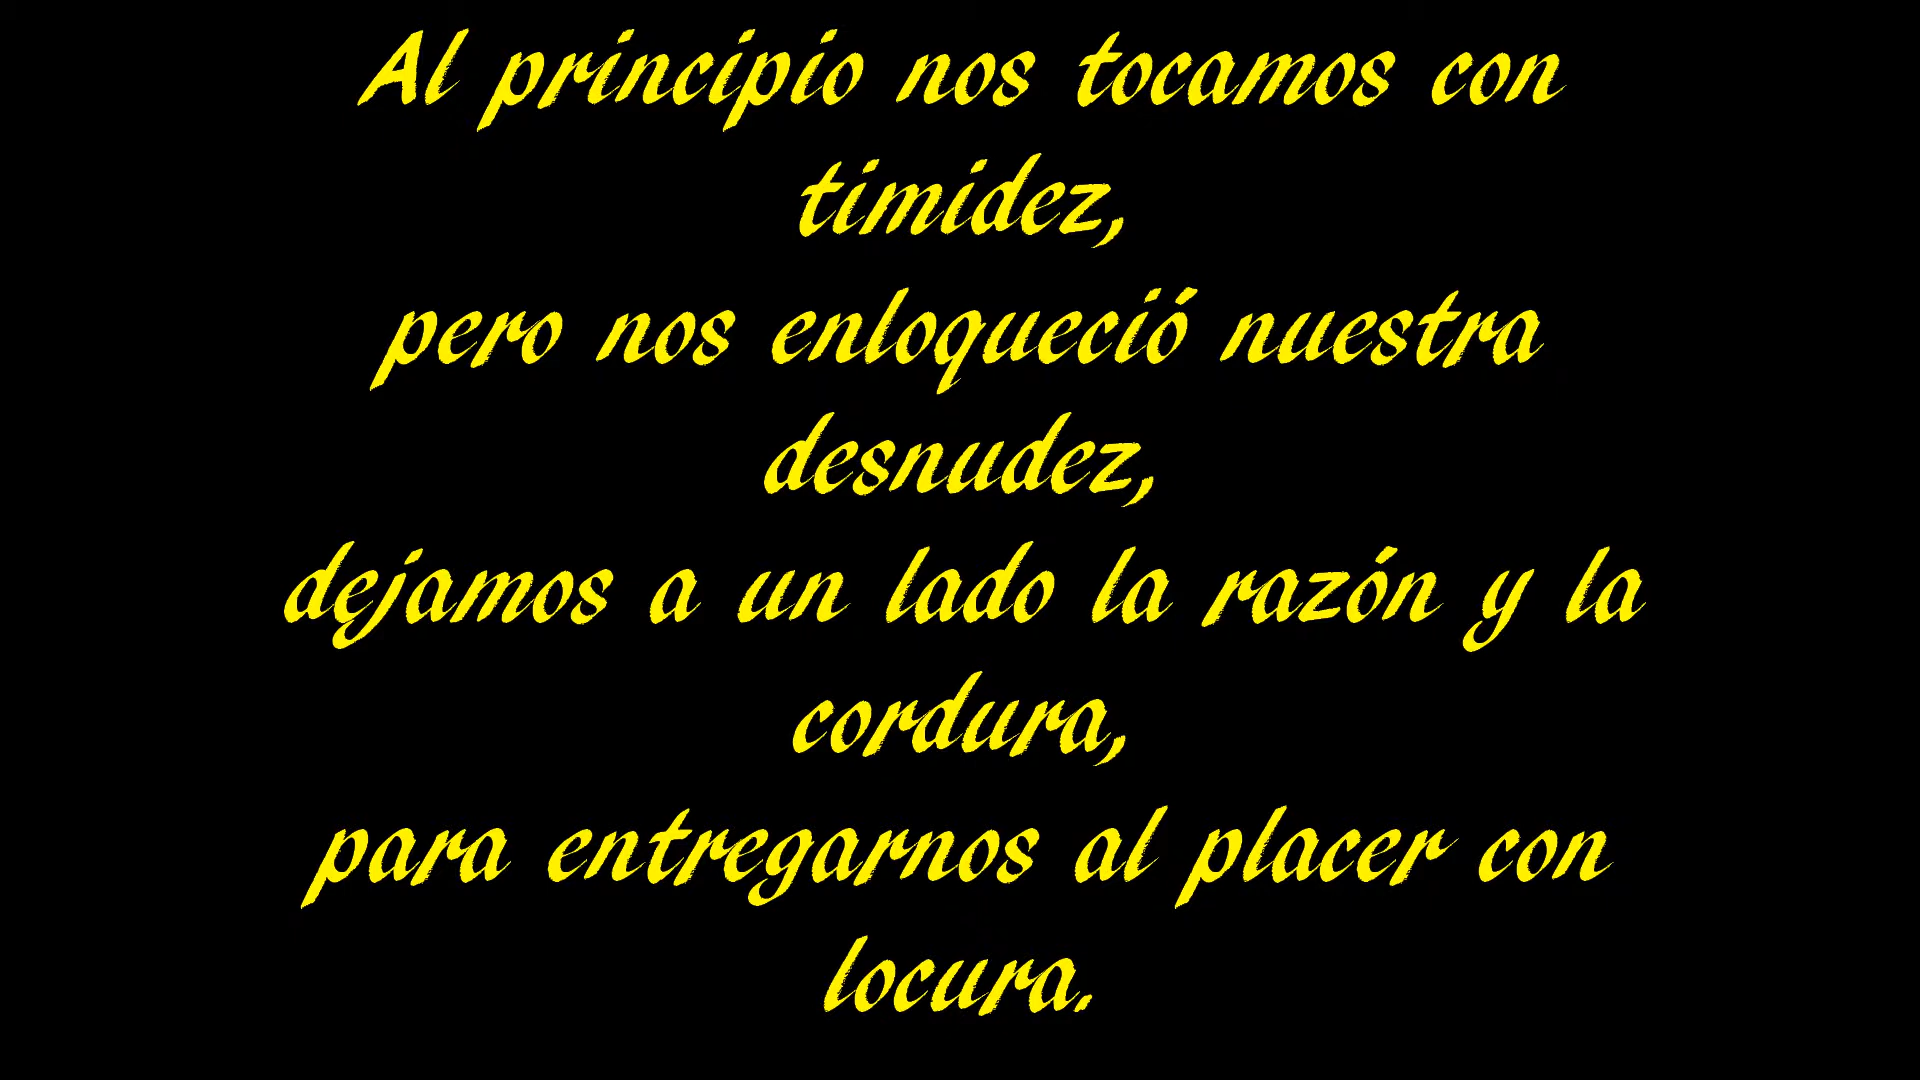 Al principio nos tocamos con
timidez,
pero nos enloqueció nuestra
desnudez,
dejamos a un lado la razón y la
cordura,
para entregarnos al placer con
locura.